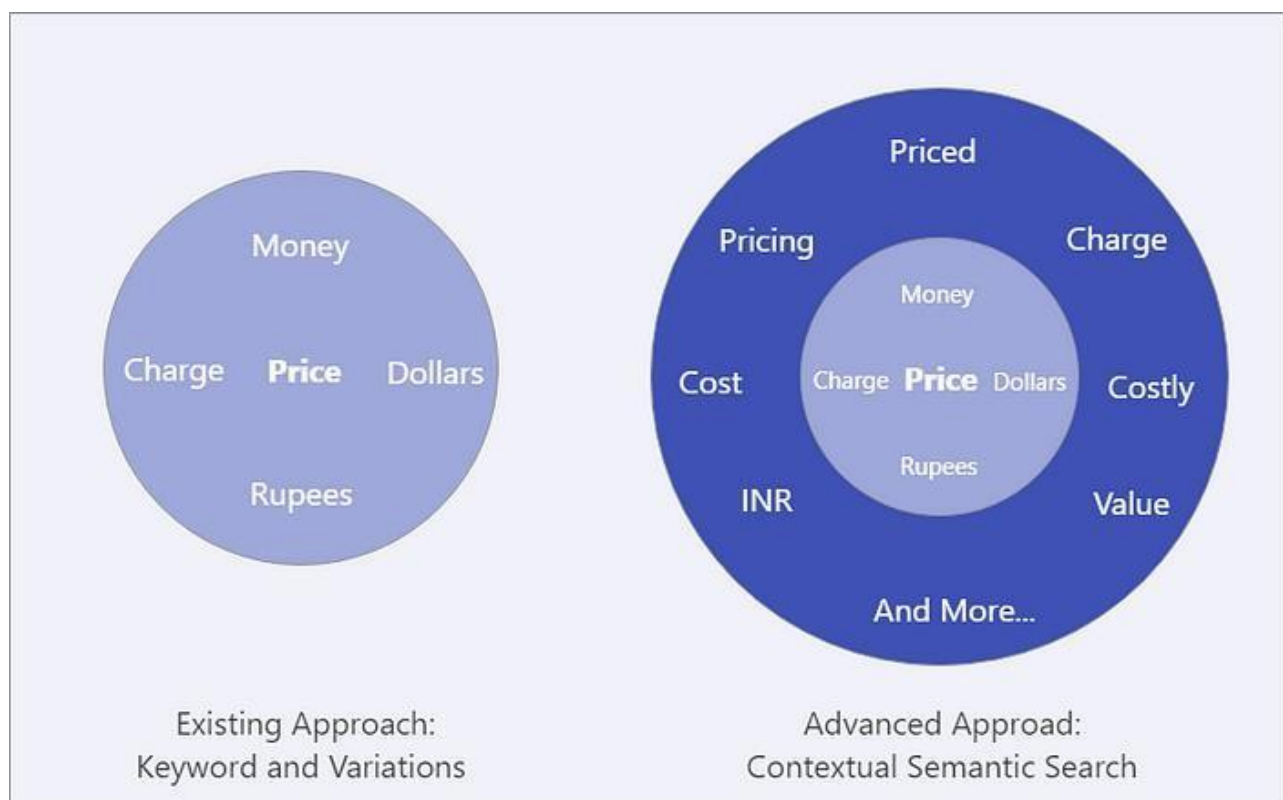 Money
Charge Price Dollars
Rupees
Existing Approach:
Keyword and Variations
Priced
Pricing
Charge
Money
Cost
Charge Price Dollars
Costly
Rupees
INR
Value
And More...
Advanced Approad:
Contextual Semantic Search